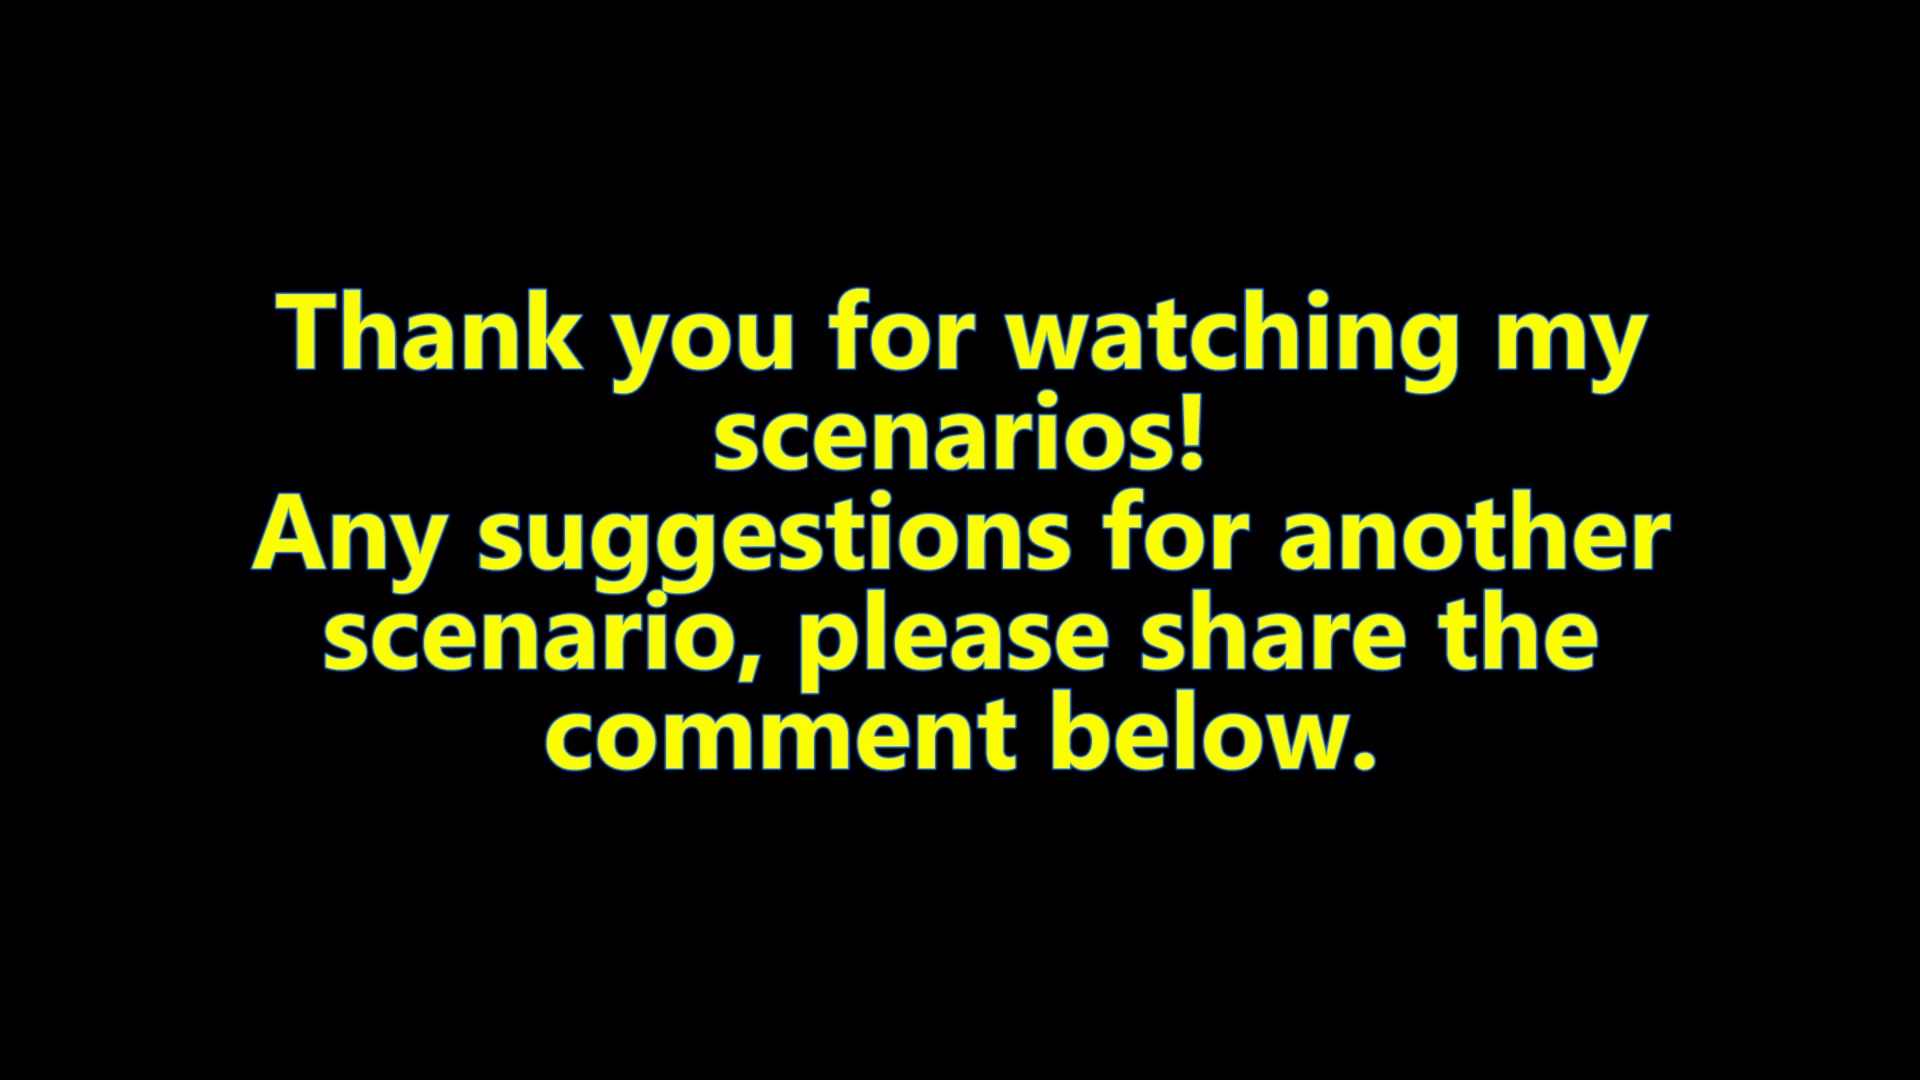 Thank you for watching my
scenarios!
Any suggestions for another
scenario, please share the
comment below.